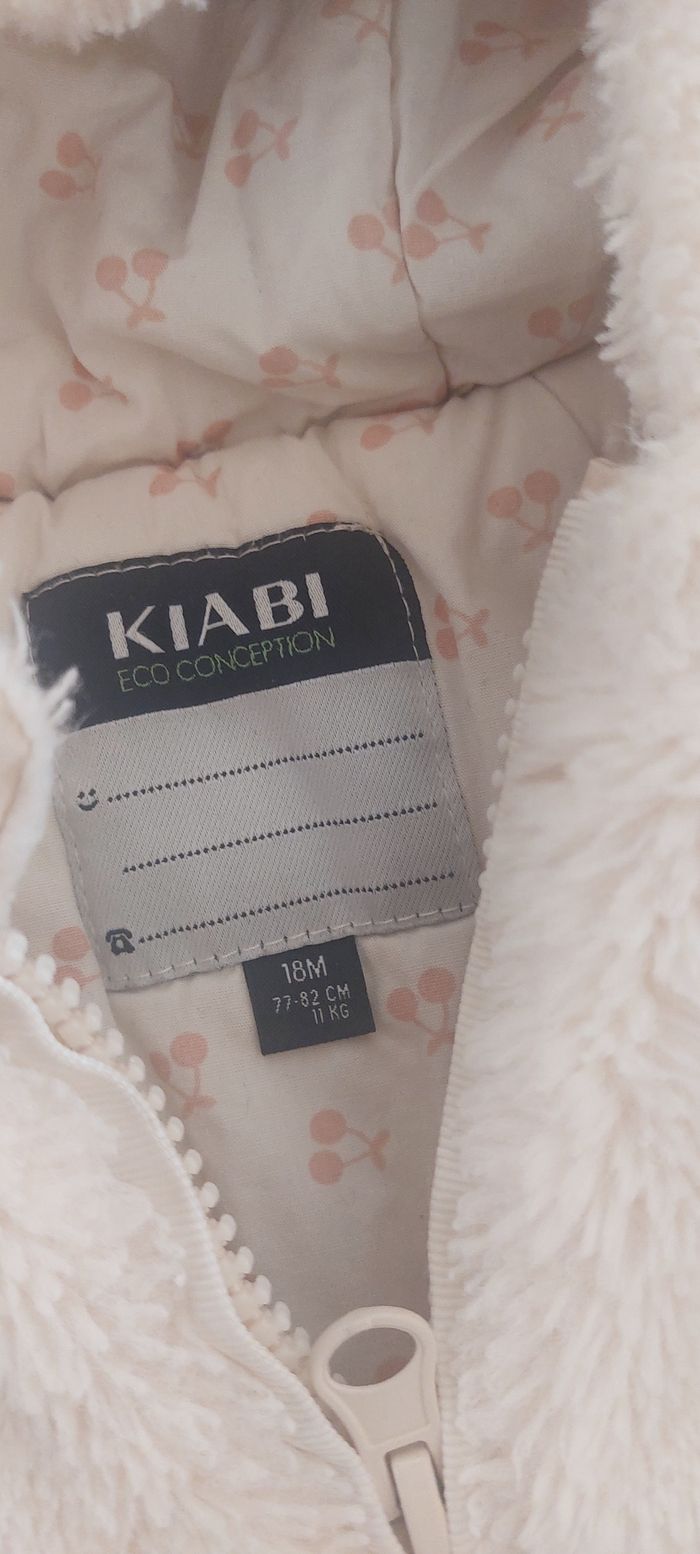 KIABI
ECO CONCEPTION
18M
77-82 CM
11 KG